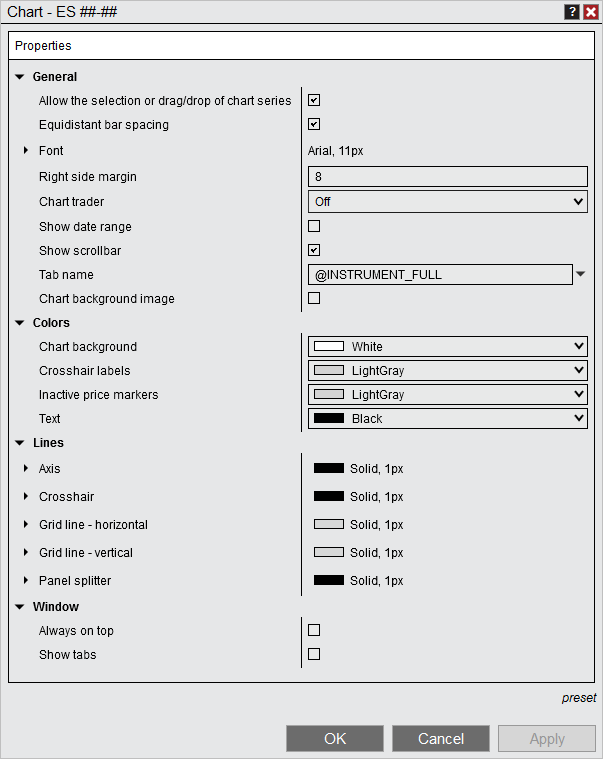 Chart - ES ##-##
?
Properties
General
Allow the selection or drag/drop of chart series
Equidistant bar spacing
Font Arial, 11px
Right side margin 8
Chart trader Off
Show date range
Show scrollbar
Tab name @INSTRUMENT_FULL
Chart background image
Colors
Chart background White
Crosshair labels LightGray
Inactive price markers LightGray
Text Black
Lines
Axis Solid, 1px
Crosshair Solid, 1px
Grid line - horizontal Solid, 1px
Grid line - vertical Solid, 1px
Panel splitter Solid, 1px
Window
Always on top
Show tabs
preset
OK Cancel Apply